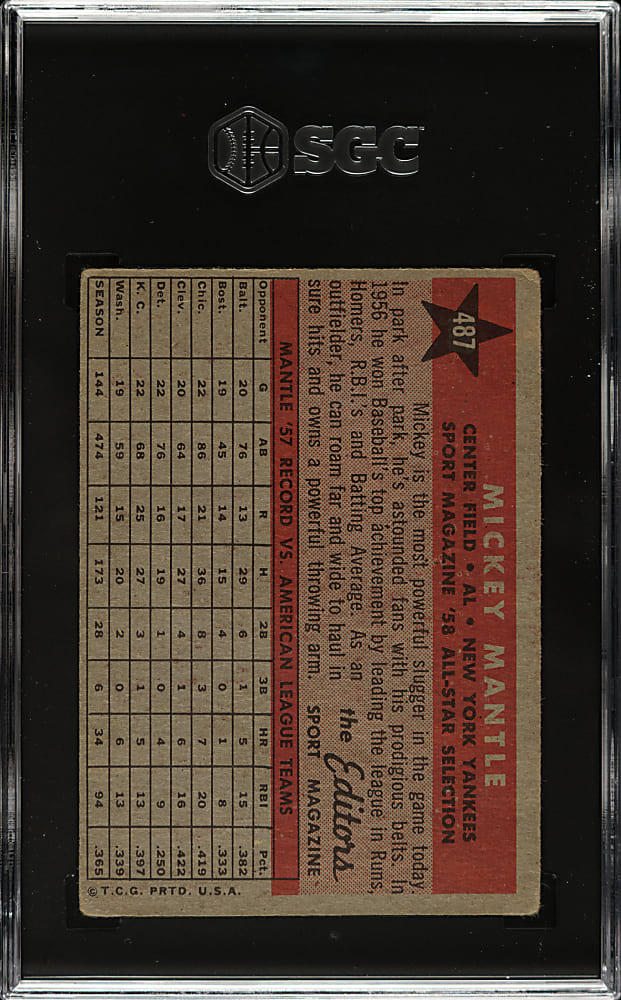 SGC
487
MICKEY MANTLE
CENTER FIELD • AL • NEW YORK YANKEES
SPORT MAGAZINE '58 ALL-STAR SELECTION
Mickey is the most powerful slugger in the game today.
In park after park, he's astounded fans with his prodigious belts. In
1956 he won Baseball's top achievement by leading the league in Runs,
Homers, R.B.I.'s and Batting Average. As an
outfielder, he can roam far and wide to haul in
sure hits and owns a powerful throwing arm.
the Editors
SPORT MAGAZINE
MANTLE '57 RECORD VS. AMERICAN LEAGUE TEAMS
Opponent G AB R H 2B 3B HR RBI Pct.
Balt. 20 76 13 29 6 1 5 15 .382
Bost. 19 45 14 15 4 0 1 8 .333
Chic. 22 86 21 36 8 3 7 20 .419
Clev. 20 64 17 27 4 1 6 16 .422
Det. 22 76 16 19 1 0 4 9 .250
K. C. 22 68 25 27 3 1 5 13 .397
Wash. 19 59 15 20 2 0 6 13 .339
SEASON 144 474 121 173 28 6 34 94 .365
© T.C.G. PRTD. U.S.A.